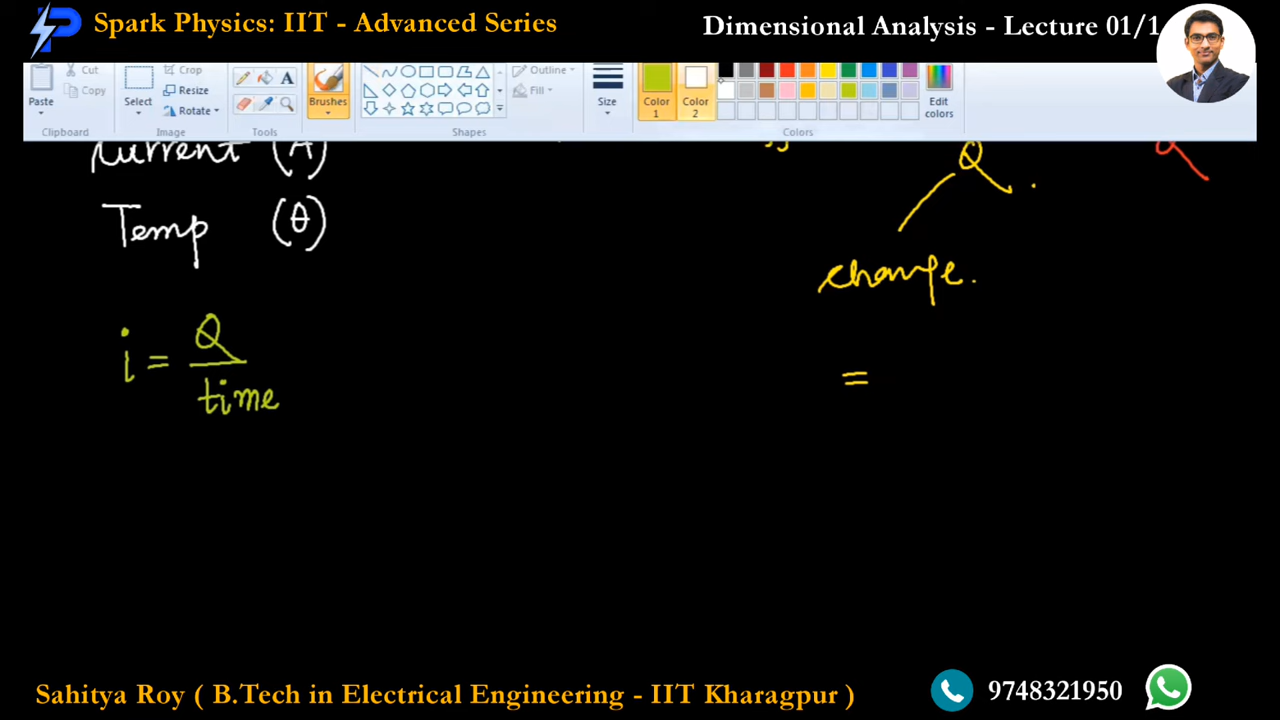 Spark Physics: IIT - Advanced Series
Dimensional Analysis - Lecture 01/1
Cut
Copy
Paste
Clipboard
Crop
Resize
Rotate
Select
Image
Tools
Brushes
Outline
Fill
Shapes
Size
Color 1
Color 2
Edit colors
Colors
Current (A)
Temp (θ)
Q
change.
i = Q
time
=
Sahitya Roy ( B.Tech in Electrical Engineering - IIT Kharagpur )
9748321950